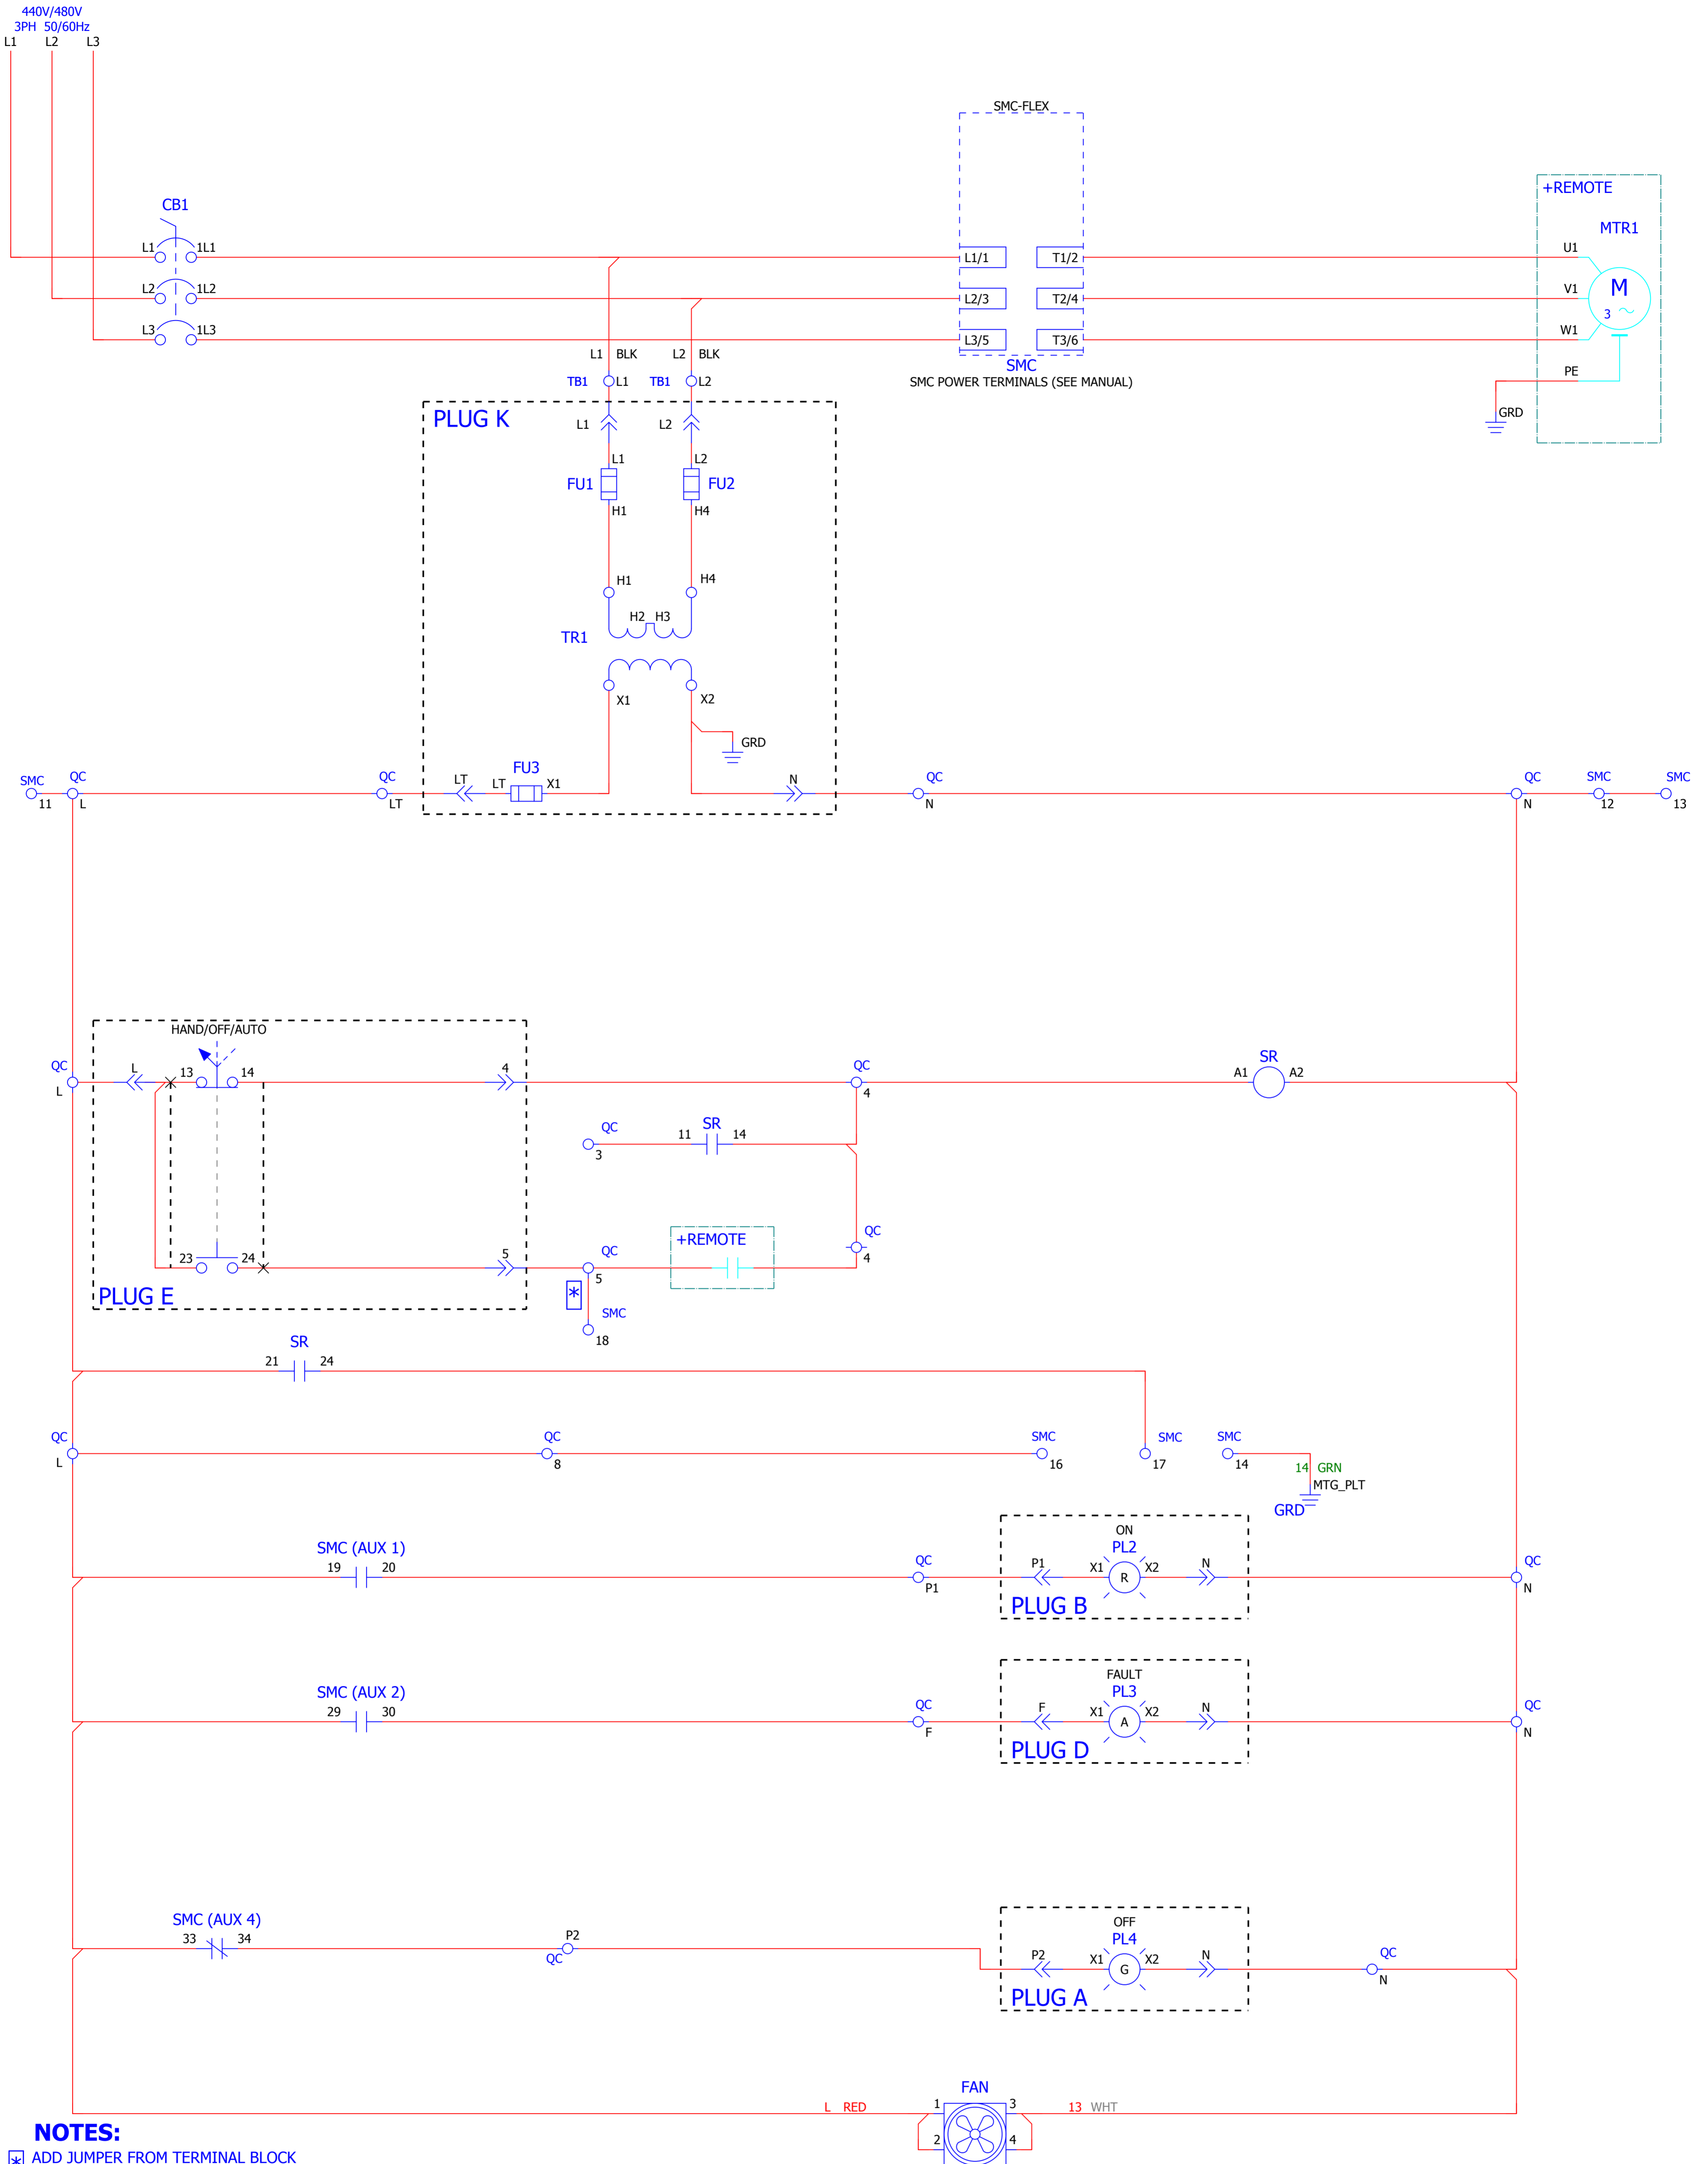 440V/480V
3PH 50/60Hz
L1 L2 L3
SMC-FLEX
+REMOTE
MTR1
CB1
L1 1L1
L1/1 T1/2
U1
L2 1L2
L2/3 T2/4
V1
M
3
L3 1L3
L3/5 T3/6
W1
SMC
SMC POWER TERMINALS (SEE MANUAL)
PE
GRD
L1 BLK L2 BLK
TB1 L1 TB1 L2
PLUG K
L1 L2
L1 L2
FU1 FU2
H1 H4
H1 H4
H2 H3
TR1
X1 X2
GRD
SMC QC QC LT LT FU3 X1 N QC QC SMC SMC
11 L LT N N 12 13
HAND/OFF/AUTO
QC L 13 14 4 QC SR
L 4 A1 A2
QC SR
3 11 14
QC
4
+REMOTE
23 24 5 QC
5
*
PLUG E
SMC
18
SR
21 24
QC QC SMC SMC SMC
L 8 16 17 14
14 GRN
MTG_PLT
GRD
ON
SMC (AUX 1) PL2
19 20 QC P1 X1 R X2 N QC
P1 N
PLUG B
FAULT
SMC (AUX 2) PL3
29 30 QC F X1 A X2 N QC
F N
PLUG D
OFF
SMC (AUX 4) PL4
33 34 P2
QC
P2 X1 G X2 N QC
N
PLUG A
FAN
L RED 1 3 13 WHT
2 4
NOTES:
* ADD JUMPER FROM TERMINAL BLOCK